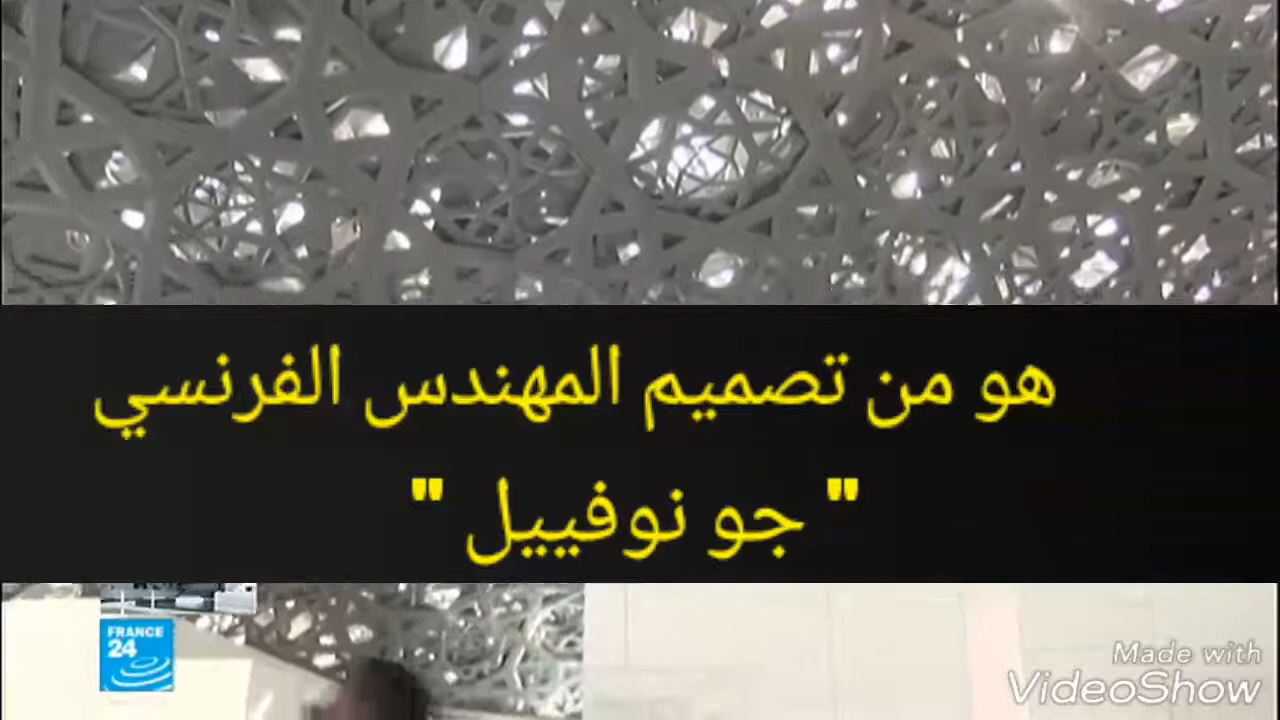 هو من تصميم المهندس الفرنسي
" جو نوفييل "
FRANCE
24
Made with
VideoShow